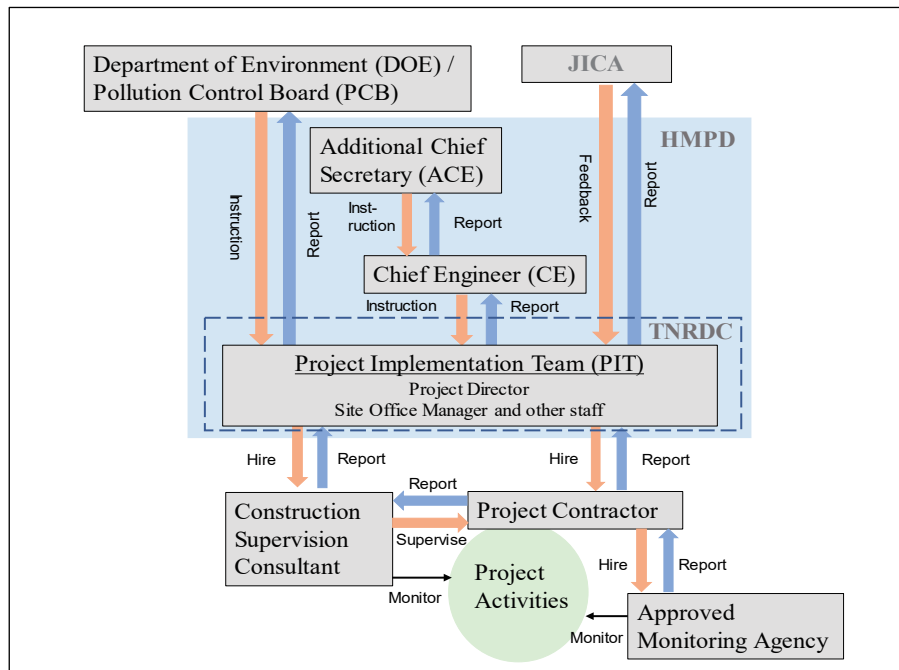 Department of Environment (DOE) /
Pollution Control Board (PCB)
JICA
HMPD
Additional Chief
Secretary (ACE)
Instruction
Report
Inst-
ruction
Report
Feedback
Report
Chief Engineer (CE)
Instruction
Report
TNRDC
Project Implementation Team (PIT)
Project Director
Site Office Manager and other staff
Hire
Report
Hire
Report
Report
Construction
Supervision
Consultant
Project Contractor
Supervise
Hire
Report
Project
Activities
Monitor
Approved
Monitoring Agency
Monitor